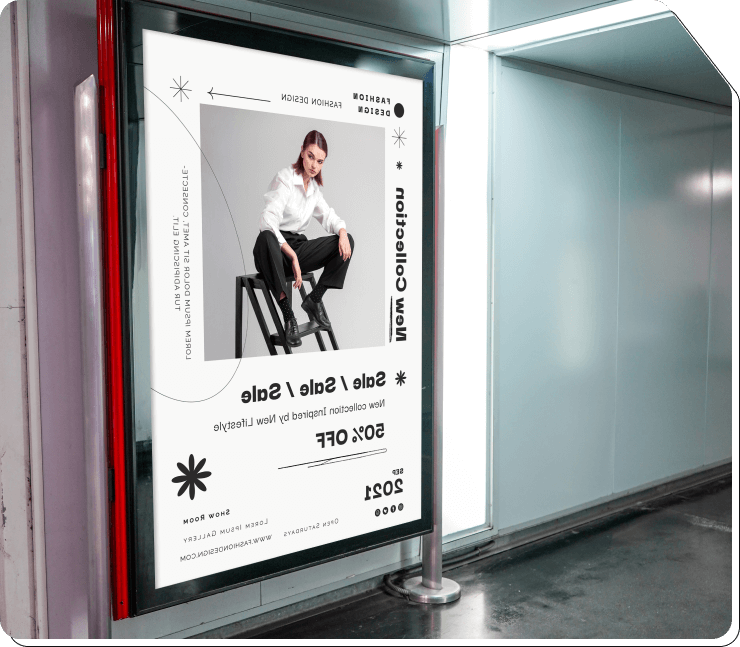 FASHION
DESIGN
FASHION DESIGN
New Collection
LOREM IPSUM DOLOR SIT AMET, CONSECTE-
TUR ADIPISCING ELIT
Sale / Sale / Sale
New collection Inspired by New Lifestyle
50% OFF
SEP
2021
Show Room
Lorem Ipsum Gallery
Open Saturdays
WWW.FASHIONDESIGN.COM